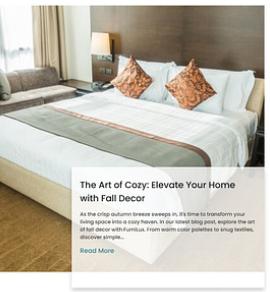 The Art of Cozy: Elevate Your Home
with Fall Decor
As the crisp autumn breeze sweeps in, it's time to transform your
living space into a cozy haven. In our latest blog post, explore the art
of fall decor with FurniLux. From warm color palettes to snug textiles,
discover simple...
Read More